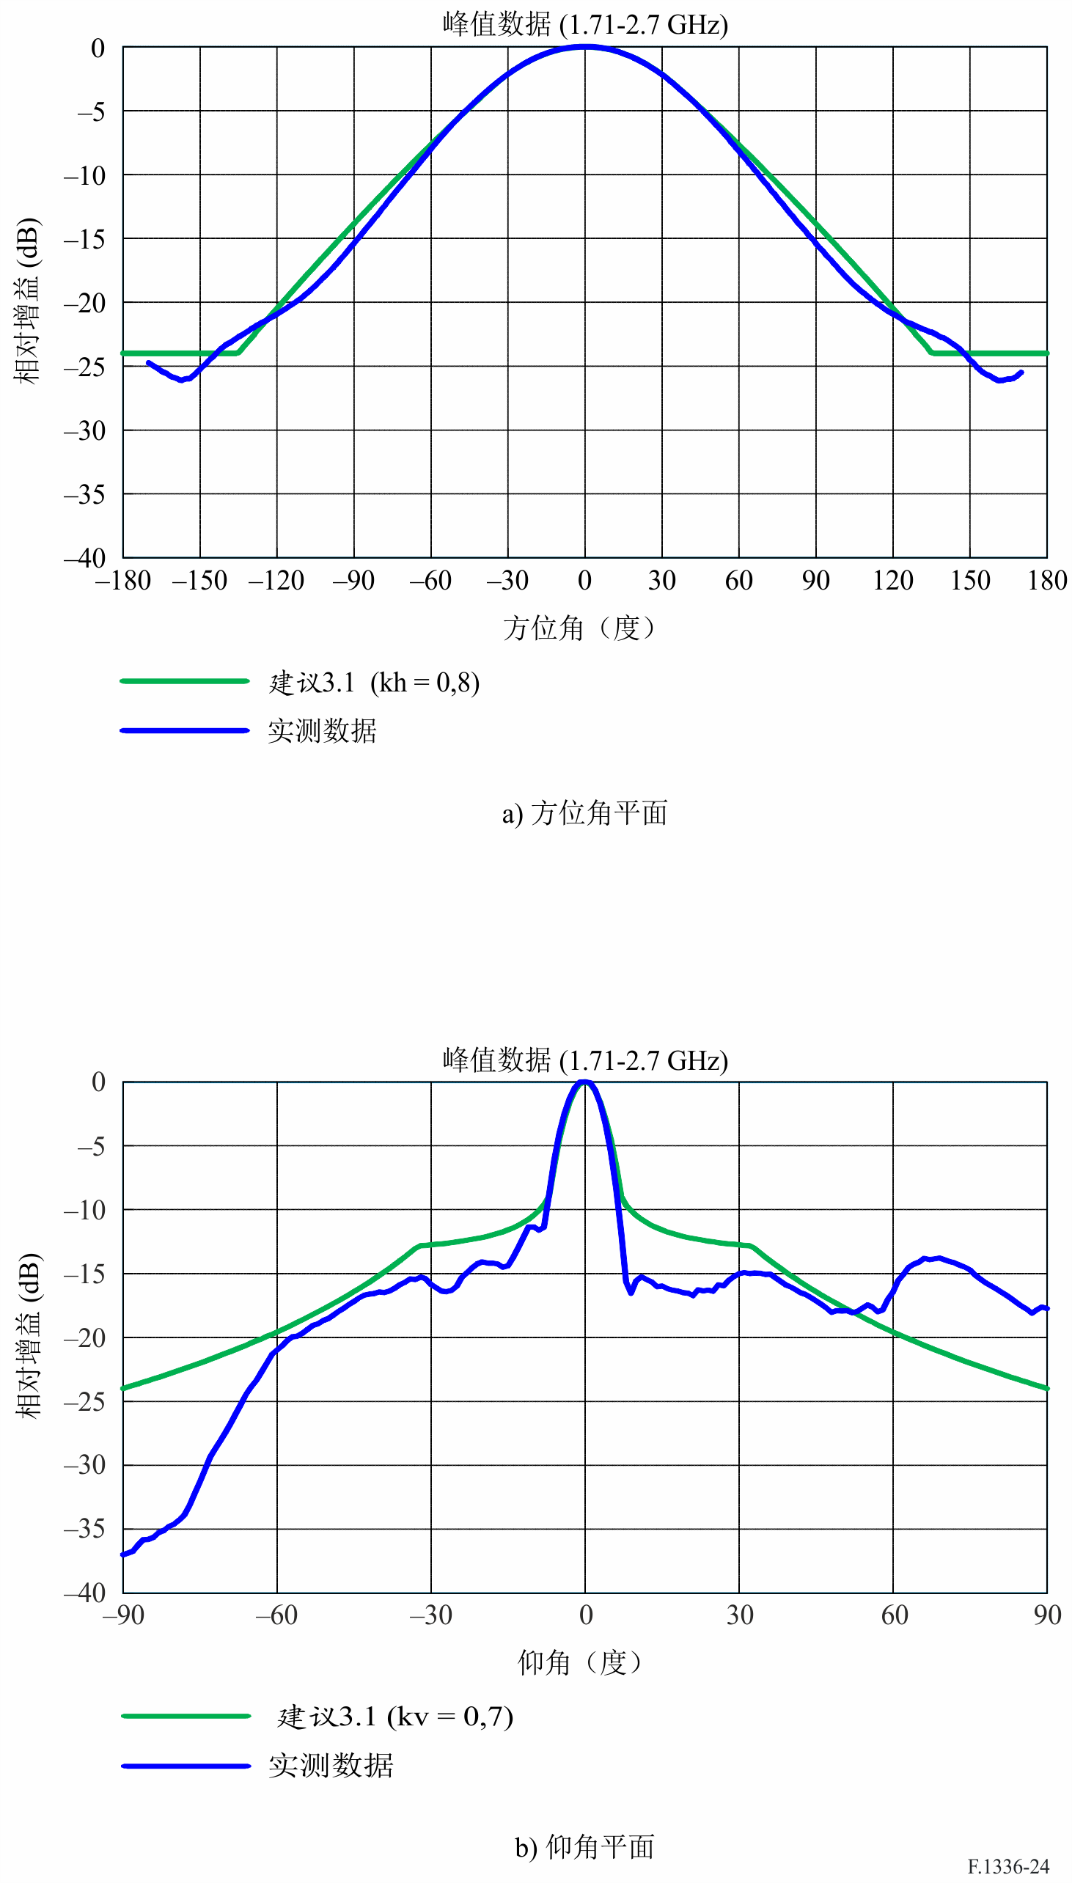 峰值数据 (1.71-2.7 GHz)
0
–5
–10
–15
–20
–25
–30
–35
–40
相对增益 (dB)
–180 –150 –120 –90 –60 –30 0 30 60 90 120 150 180
方位角（度）
建议3.1 (kh = 0,8)
实测数据
a) 方位角平面
峰值数据 (1.71-2.7 GHz)
0
–5
–10
–15
–20
–25
–30
–35
–40
相对增益 (dB)
–90 –60 –30 0 30 60 90
仰角（度）
建议3.1 (kv = 0,7)
实测数据
b) 仰角平面
F.1336-24